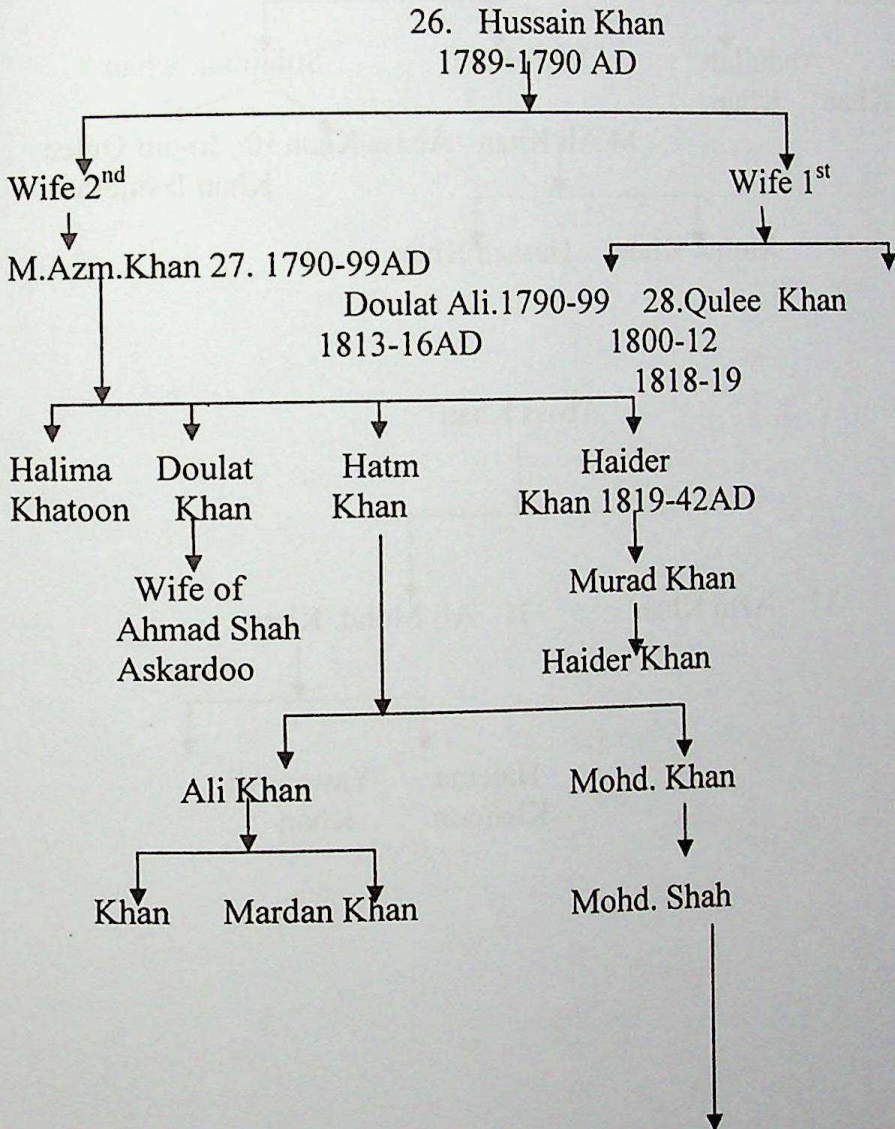 26. Hussain Khan
1789-1790 AD
Wife 2nd
Wife 1st
M.Azm.Khan 27. 1790-99AD
Doulat Ali.1790-99
1813-16AD
28.Qulee Khan
1800-12
1818-19
Halima
Khatoon
Doulat
Khan
Hatm
Khan
Haider
Khan 1819-42AD
Wife of
Ahmad Shah
Askardoo
Murad Khan
Haider Khan
Ali Khan
Mohd. Khan
Khan
Mardan Khan
Mohd. Shah